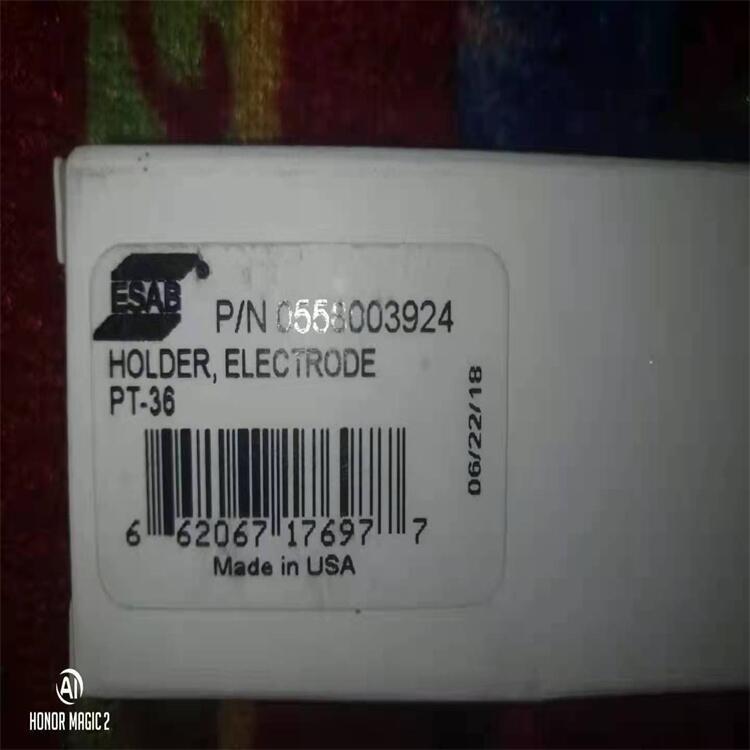 ESAB
P/N 0558003924
HOLDER, ELECTRODE
PT-36
06/22/18
6 62067 17697 7
Made in USA
AI
HONOR MAGIC 2